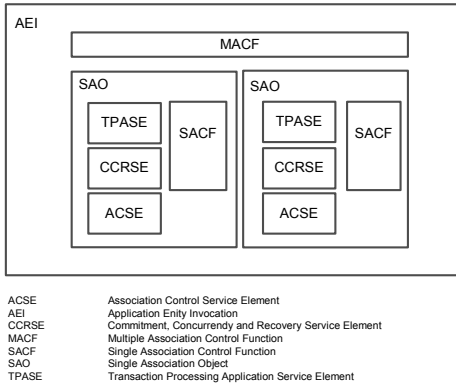 AEI
MACF
SAO
TPASE
SACF
CCRSE
ACSE
SAO
TPASE
SACF
CCRSE
ACSE
ACSE Association Control Service Element
AEI Application Enity Invocation
CCRSE Commitment, Concurrendy and Recovery Service Element
MACF Multiple Association Control Function
SACF Single Association Control Function
SAO Single Association Object
TPASE Transaction Processing Application Service Element